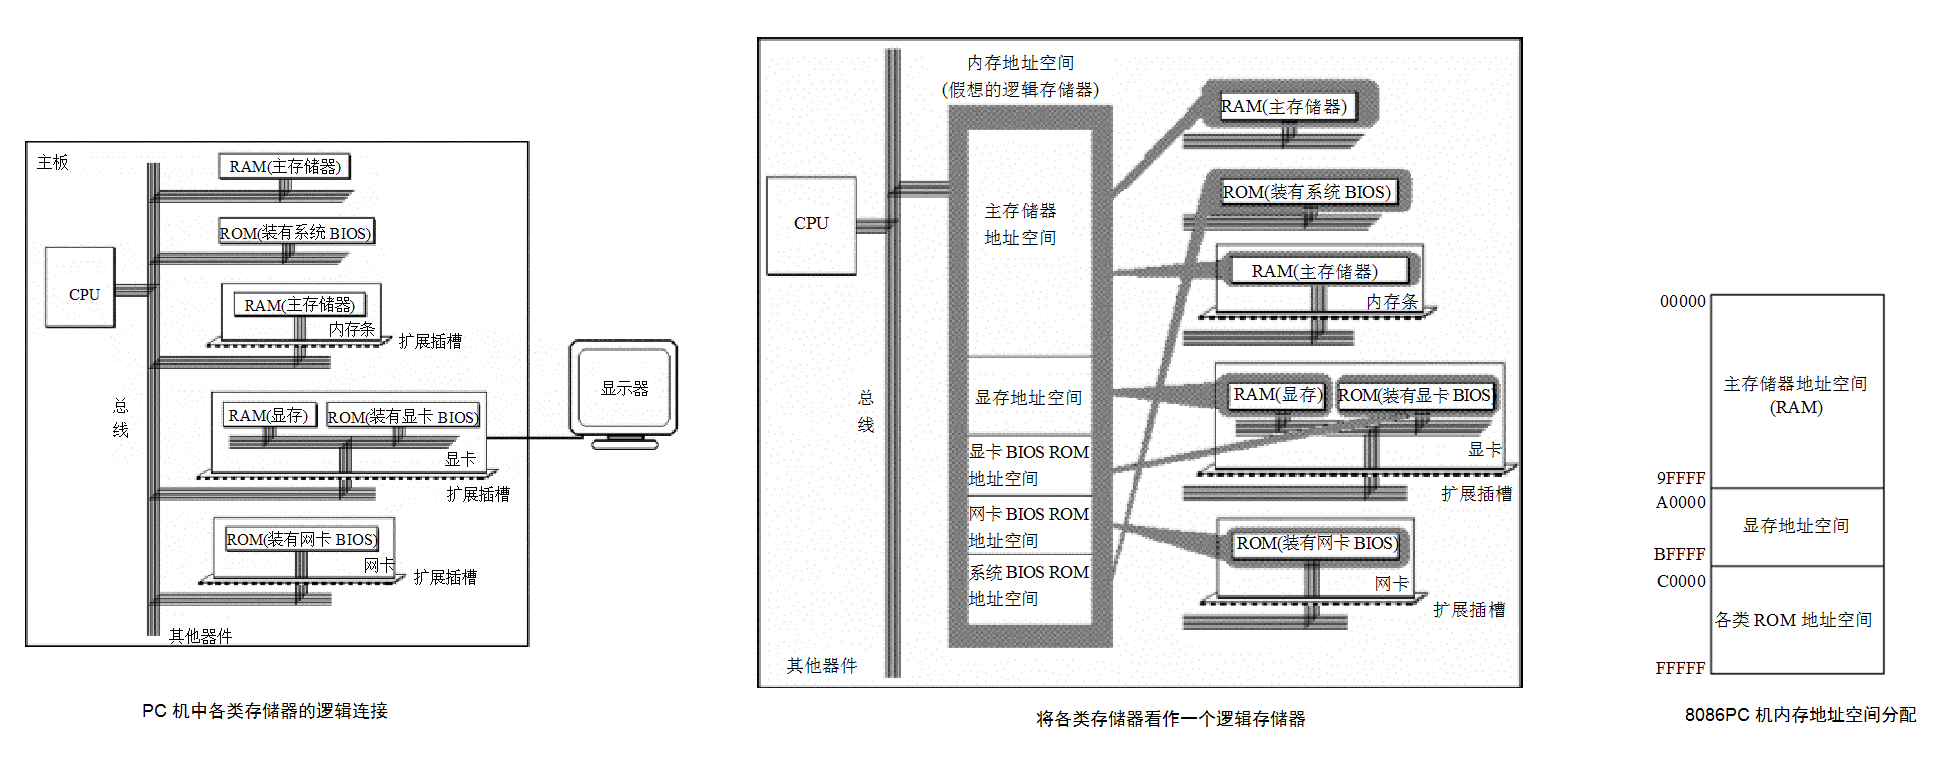 主板
RAM(主存储器)
ROM(装有系统 BIOS)
CPU
RAM(主存储器)
内存条
扩展插槽
总
线
RAM(显存)
ROM(装有显卡 BIOS)
显卡
扩展插槽
显示器
ROM(装有网卡 BIOS)
网卡
扩展插槽
其他器件
PC 机中各类存储器的逻辑连接
内存地址空间
(假想的逻辑存储器)
CPU
总
线
主存储器
地址空间
显存地址空间
显卡 BIOS ROM
地址空间
网卡 BIOS ROM
地址空间
系统 BIOS ROM
地址空间
RAM(主存储器)
ROM(装有系统 BIOS)
RAM(主存储器)
内存条
RAM(显存)
ROM(装有显卡 BIOS)
显卡
扩展插槽
ROM(装有网卡 BIOS)
网卡
扩展插槽
其他器件
将各类存储器看作一个逻辑存储器
00000
主存储器地址空间
(RAM)
9FFFF
A0000
显存地址空间
BFFFF
C0000
各类 ROM 地址空间
FFFFF
8086PC 机内存地址空间分配